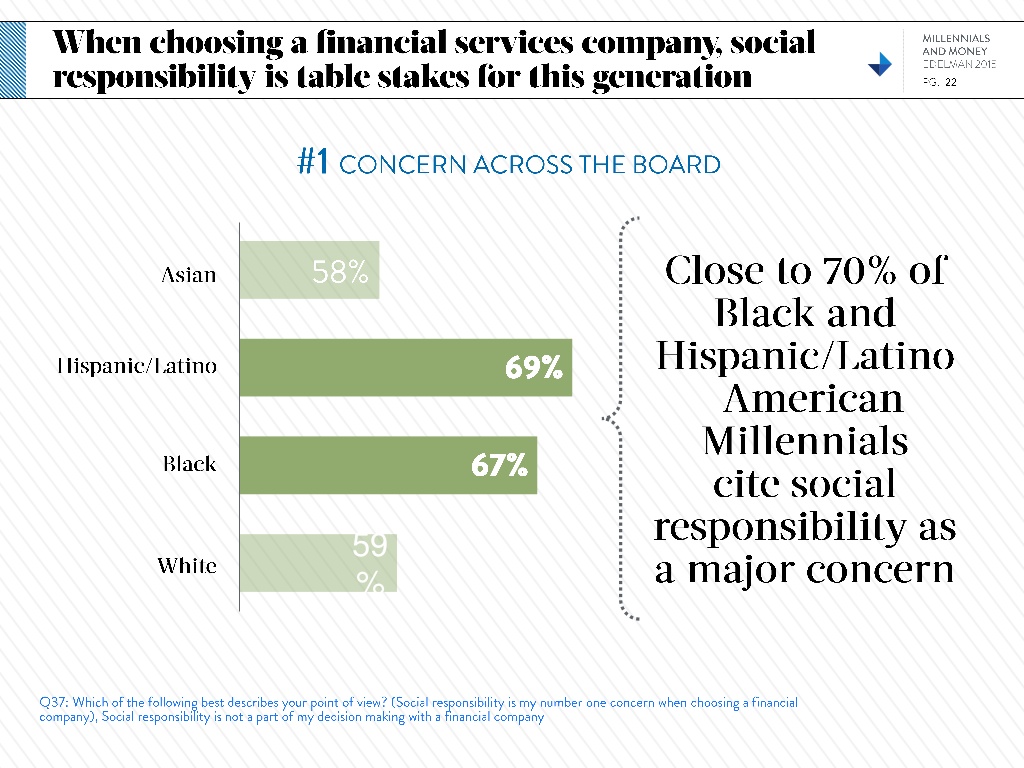 When choosing a financial services company, social
responsibility is table stakes for this generation
MILLENNIALS
AND MONEY
EDELMAN 2015
PG. 22
#1 CONCERN ACROSS THE BOARD
Asian
58%
Hispanic/Latino
69%
Black
67%
White
59
%
Close to 70% of
Black and
Hispanic/Latino
American
Millennials
cite social
responsibility as
a major concern
Q37: Which of the following best describes your point of view? (Social responsibility is my number one concern when choosing a financial
company), Social responsibility is not a part of my decision making with a financial company